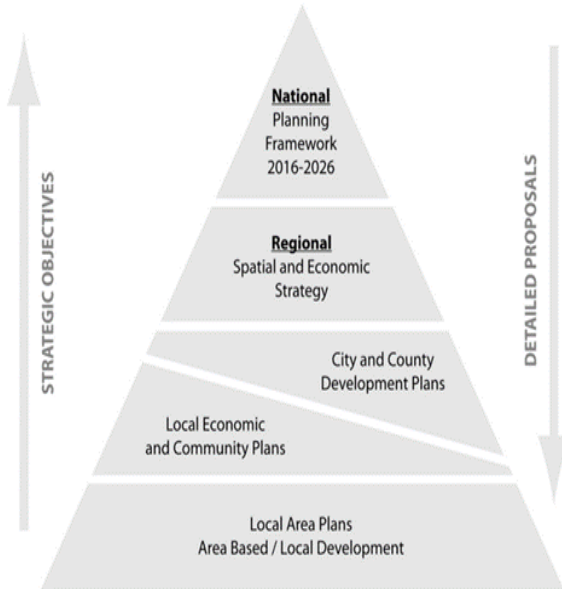 National
Planning
Framework
2016-2026
Regional
Spatial and Economic
Strategy
City and County
Development Plans
Local Economic
and Community Plans
Local Area Plans
Area Based / Local Development
STRATEGIC OBJECTIVES
DETAILED PROPOSALS